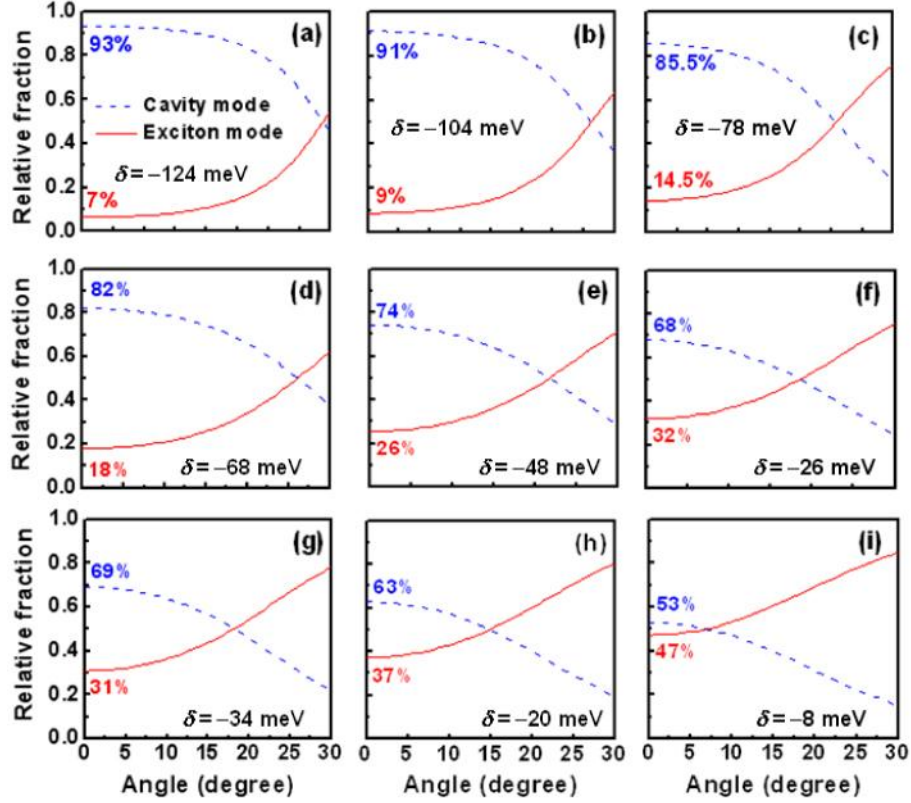 1.0
0.8
0.6
0.4
0.2
0.0
Relative fraction
(a)
93%
Cavity mode
Exciton mode
δ=−124 meV
7%
(b)
91%
δ=−104 meV
9%
(c)
85.5%
δ=−78 meV
14.5%
1.0
0.8
0.6
0.4
0.2
0.0
Relative fraction
(d)
82%
18%
δ=−68 meV
(e)
74%
26%
δ=−48 meV
(f)
68%
32%
δ=−26 meV
1.0
0.8
0.6
0.4
0.2
0.0
Relative fraction
(g)
69%
31%
δ=−34 meV
(h)
63%
37%
δ=−20 meV
(i)
53%
47%
δ=−8 meV
0 5 10 15 20 25 30
0 5 10 15 20 25 30
0 5 10 15 20 25 30
Angle (degree)
Angle (degree)
Angle (degree)